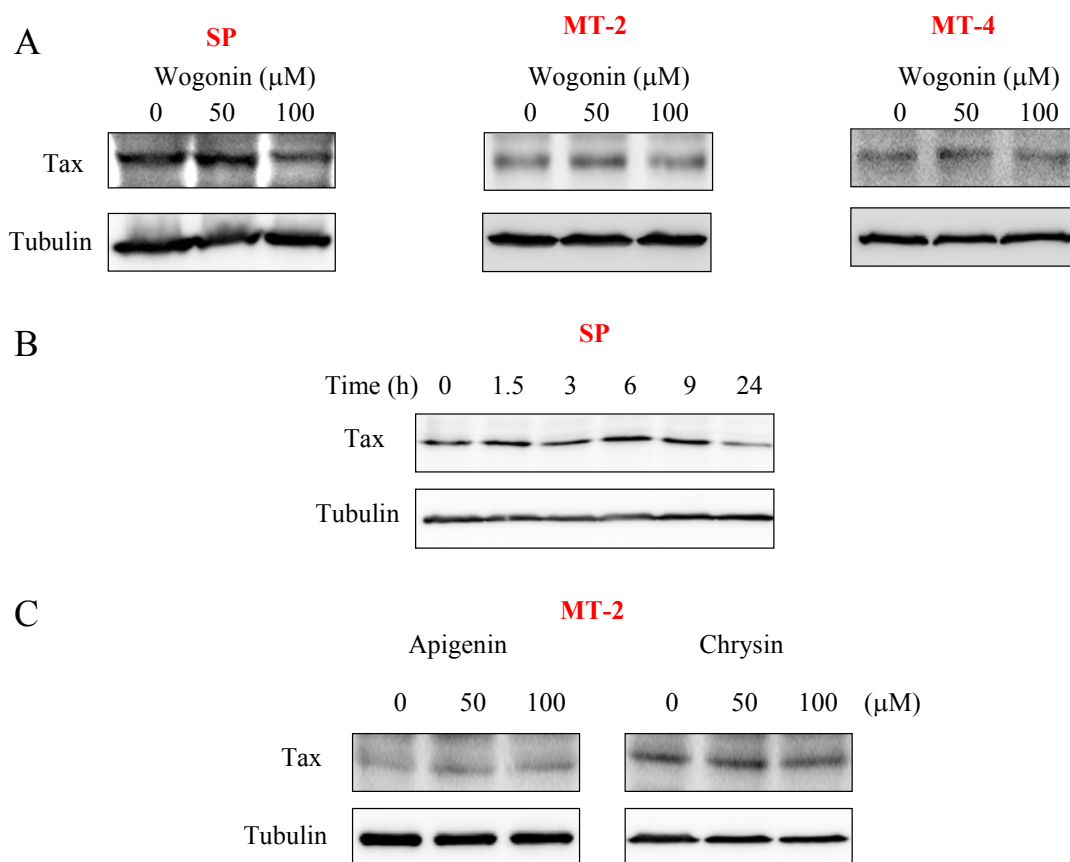 A
SP
MT-2
MT-4
Wogonin (μM)
Wogonin (μM)
Wogonin (μM)
0 50 100
0 50 100
0 50 100
Tax
Tubulin
B
SP
Time (h) 0 1.5 3 6 9 24
Tax
Tubulin
C
MT-2
Apigenin
Chrysin
0 50 100
0 50 100 (μM)
Tax
Tubulin